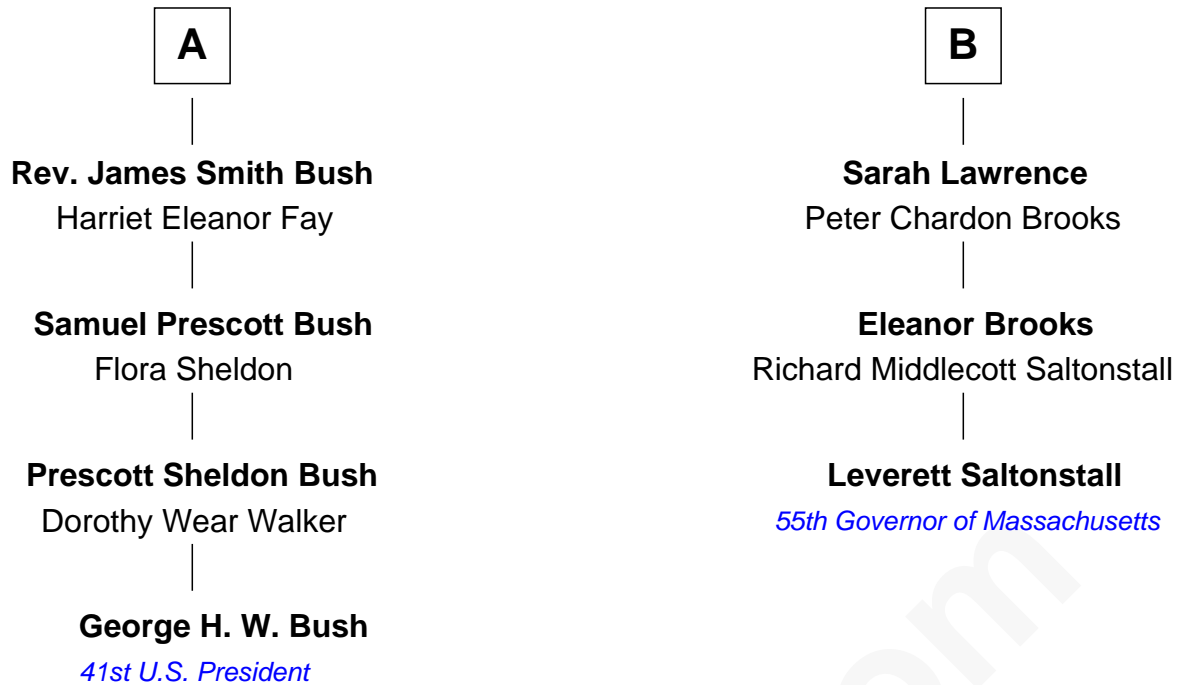 A
Rev. James Smith Bush
Harriet Eleanor Fay
Samuel Prescott Bush
Flora Sheldon
Prescott Sheldon Bush
Dorothy Wear Walker
George H. W. Bush
41st U.S. President
B
Sarah Lawrence
Peter Chardon Brooks
Eleanor Brooks
Richard Middlecott Saltonstall
Leverett Saltonstall
55th Governor of Massachusetts
om